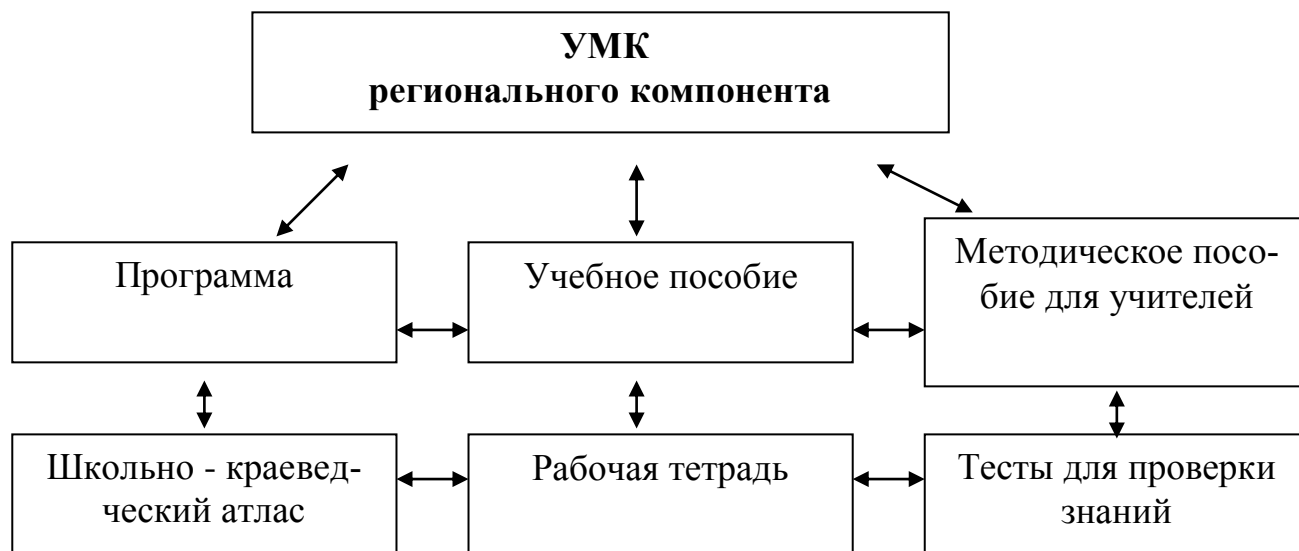 УМК
регионального компонента
Программа
Учебное пособие
Методическое посо-
бие для учителей
Школьно - краевед-
ческий атлас
Рабочая тетрадь
Тесты для проверки
знаний